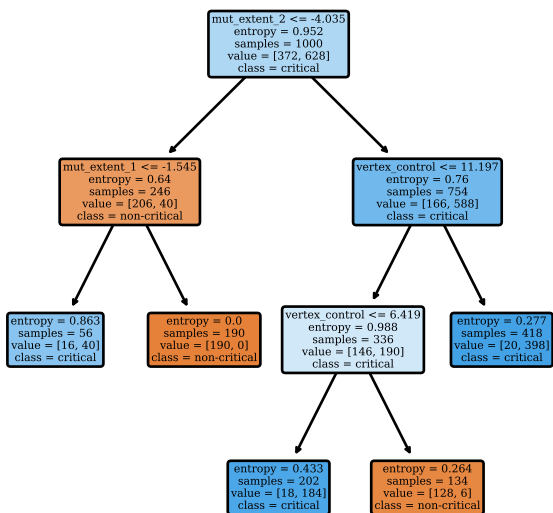 mut_extent_2 <= -4.035
entropy = 0.952
samples = 1000
value = [372, 628]
class = critical
mut_extent_1 <= -1.545
entropy = 0.64
samples = 246
value = [206, 40]
class = non-critical
vertex_control <= 11.197
entropy = 0.76
samples = 754
value = [166, 588]
class = critical
entropy = 0.863
samples = 56
value = [16, 40]
class = critical
entropy = 0.0
samples = 190
value = [190, 0]
class = non-critical
vertex_control <= 6.419
entropy = 0.988
samples = 336
value = [146, 190]
class = critical
entropy = 0.277
samples = 418
value = [20, 398]
class = critical
entropy = 0.433
samples = 202
value = [18, 184]
class = critical
entropy = 0.264
samples = 134
value = [128, 6]
class = non-critical